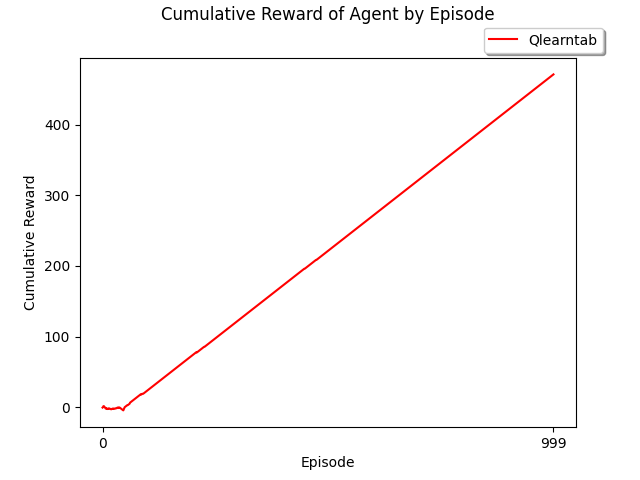 Cumulative Reward of Agent by Episode
Qlearntab
400
300
200
100
0
Cumulative Reward
0
999
Episode